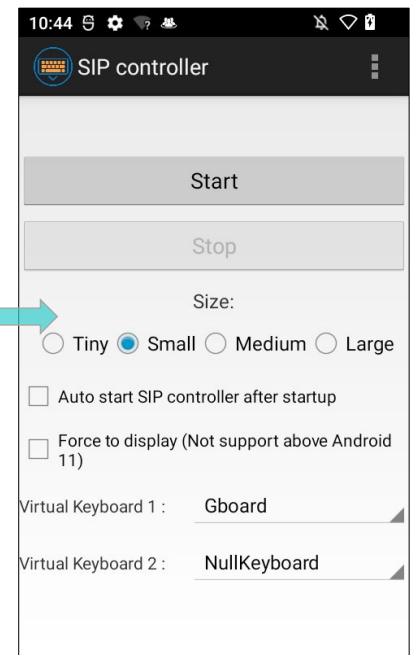 10:44
SIP controller
Start
Stop
Size:
Tiny Small Medium Large
Auto start SIP controller after startup
Force to display (Not support above Android
11)
Virtual Keyboard 1 : Gboard
Virtual Keyboard 2 : NullKeyboard